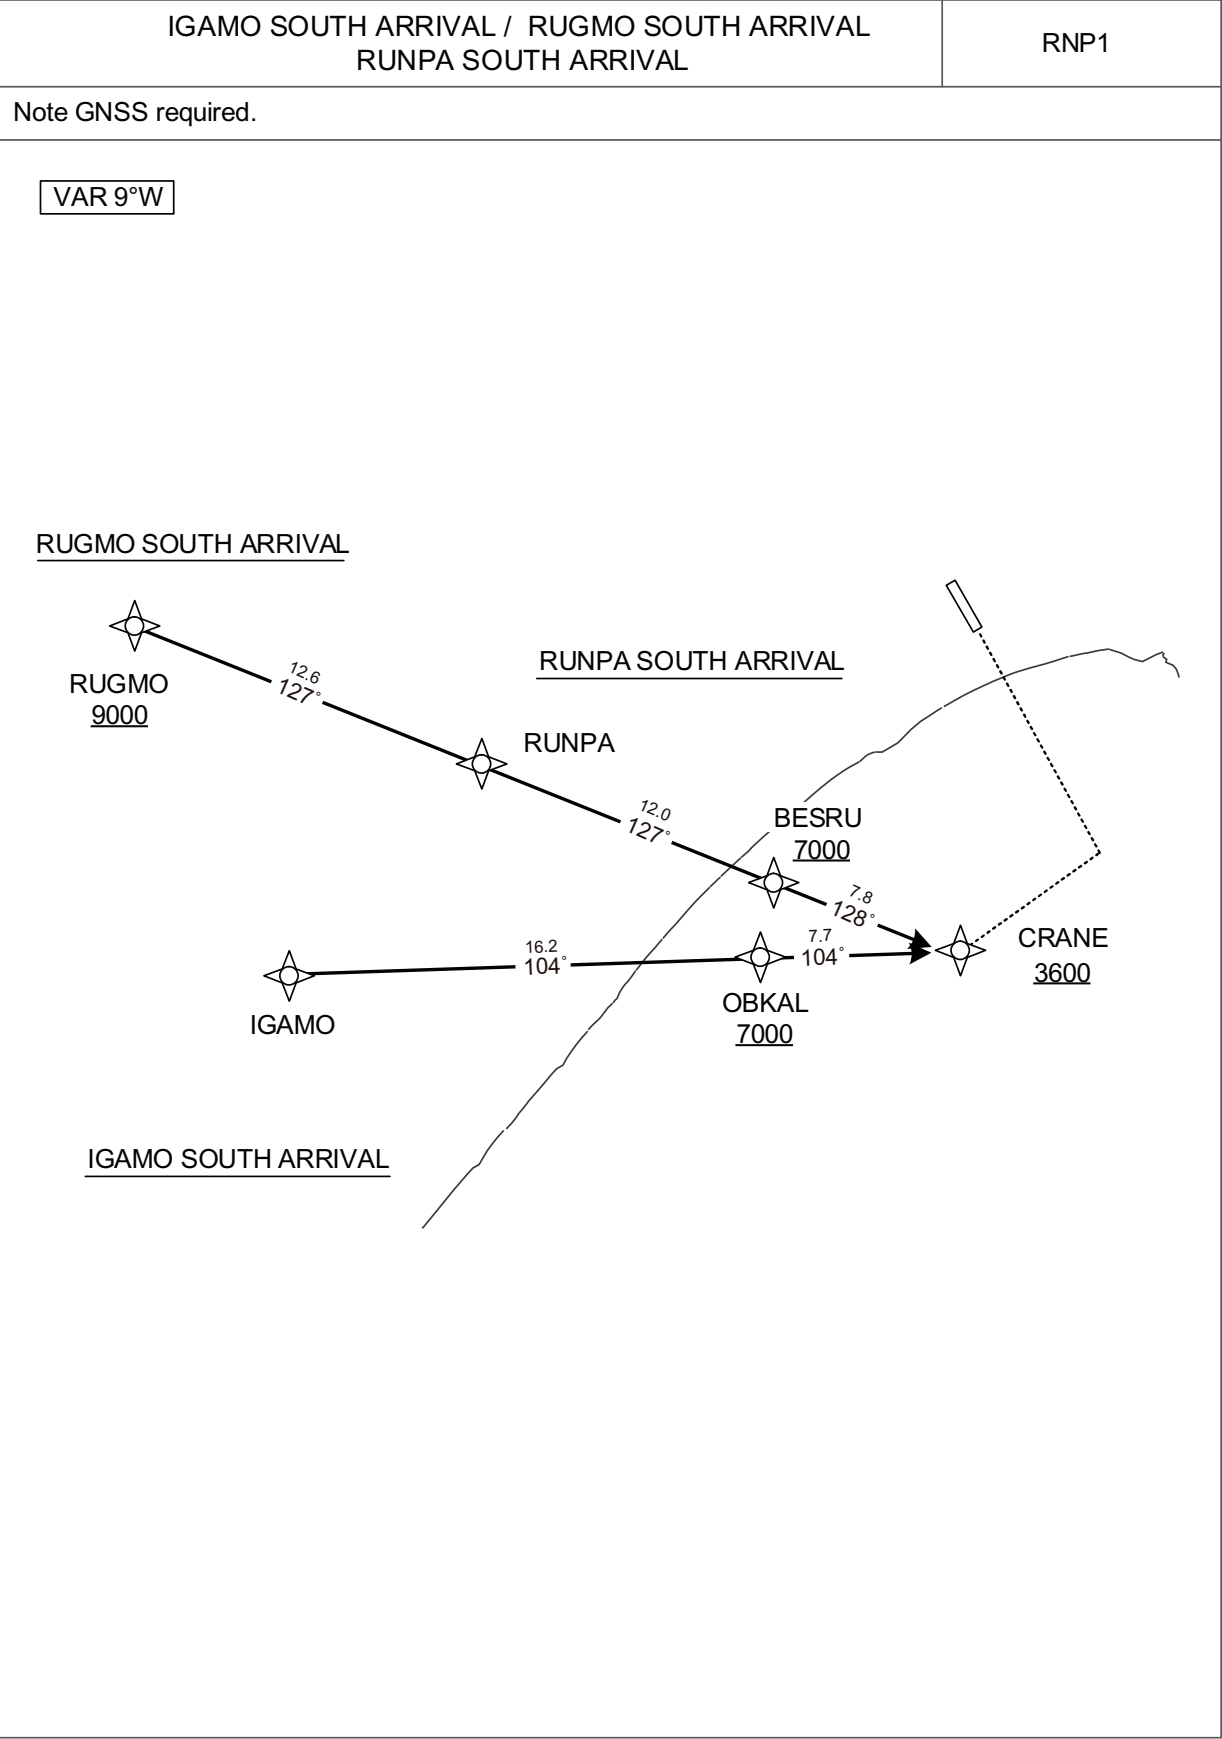 IGAMO SOUTH ARRIVAL / RUGMO SOUTH ARRIVAL
RUNPA SOUTH ARRIVAL
RNP1
Note GNSS required.
VAR 9°W
RUGMO SOUTH ARRIVAL
RUGMO
9000
12.6
127°
RUNPA SOUTH ARRIVAL
RUNPA
12.0
127°
BESRU
7000
7.8
128°
CRANE
3600
16.2
104°
7.7
104°
OBKAL
7000
IGAMO
IGAMO SOUTH ARRIVAL